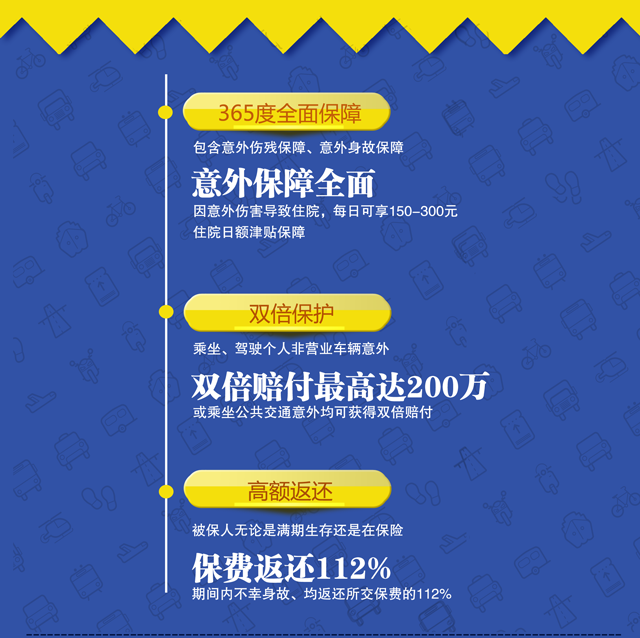 365度全面保障
包含意外伤残保障、意外身故保障
意外保障全面
因意外伤害导致住院，每日可享150-300元
住院日额津贴保障
双倍保护
乘坐、驾驶个人非营业车辆意外
双倍赔付最高达200万
或乘坐公共交通意外均可获得双倍赔付
高额返还
被保人无论是满期生存还是在保险
保费返还112%
期间内不幸身故、均返还所交保费的112%